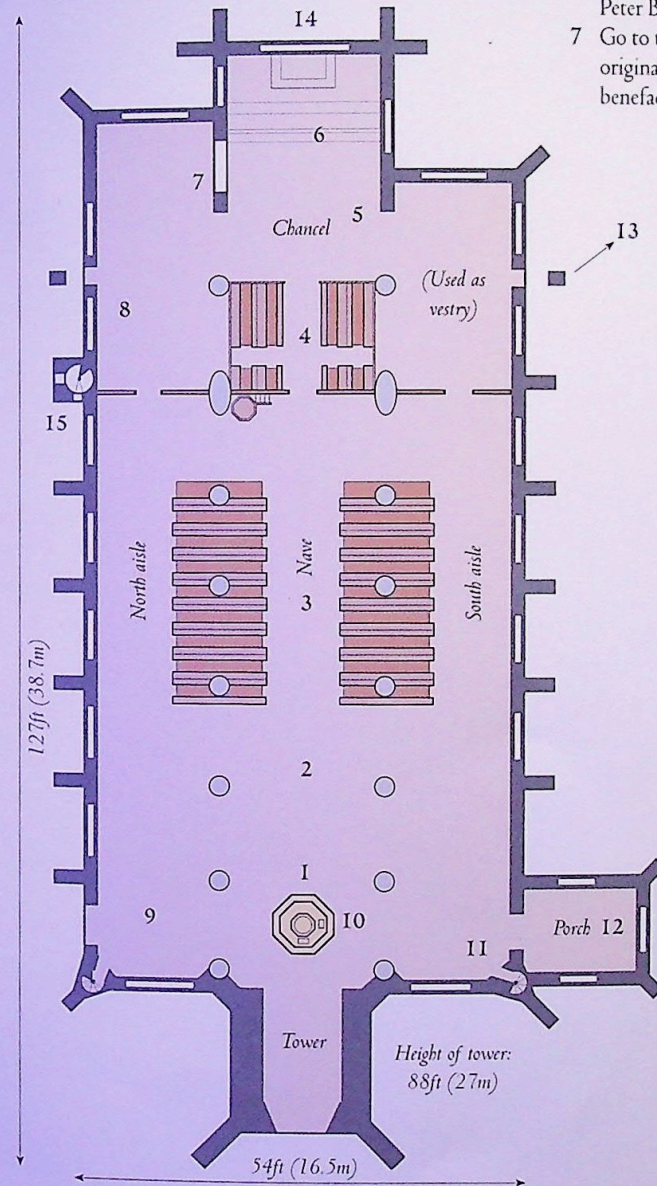 Peter B
7 Go to t
origina
benefac
14
6
7
5
Chancel
13
(Used as
vestry)
8
4
15
North aisle
Nave
South aisle
3
127ft (38.7m)
2
1
9
10
Porch 12
11
Tower
Height of tower:
88ft (27m)
54ft (16.5m)